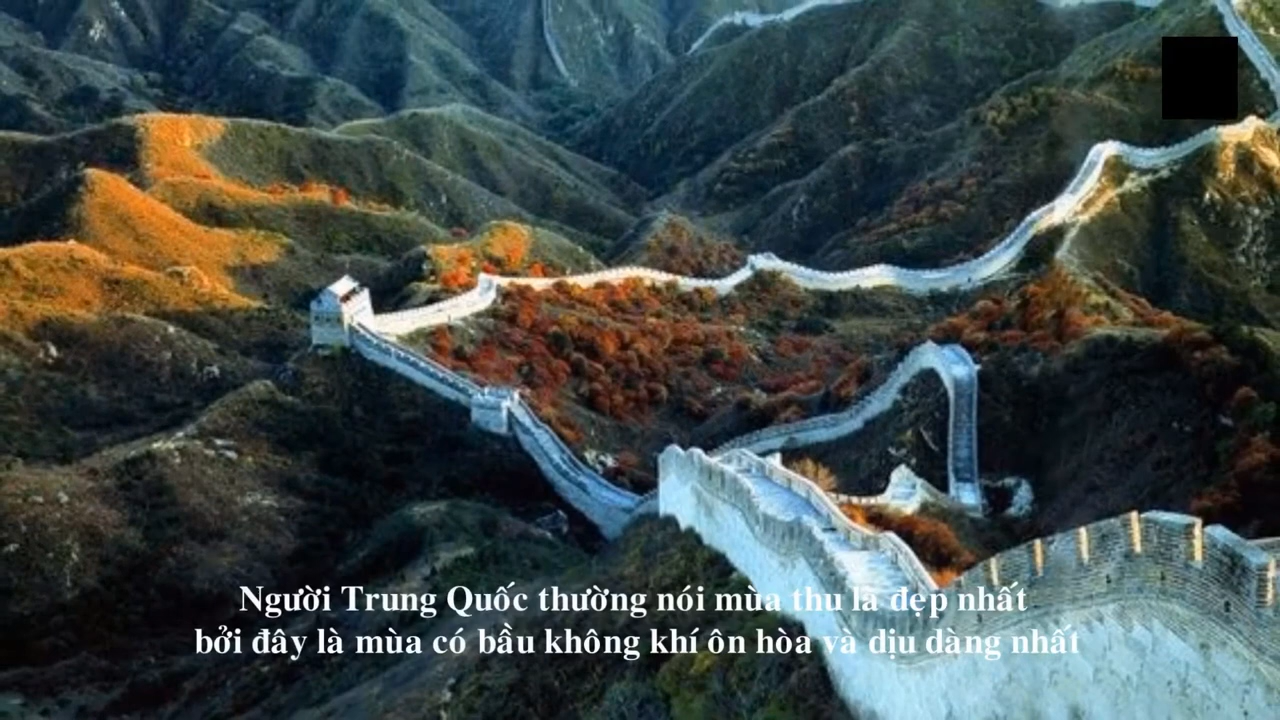 Người Trung Quốc thường nói mùa thu là đẹp nhất
bởi đây là mùa có bầu không khí ôn hòa và dịu dàng nhất